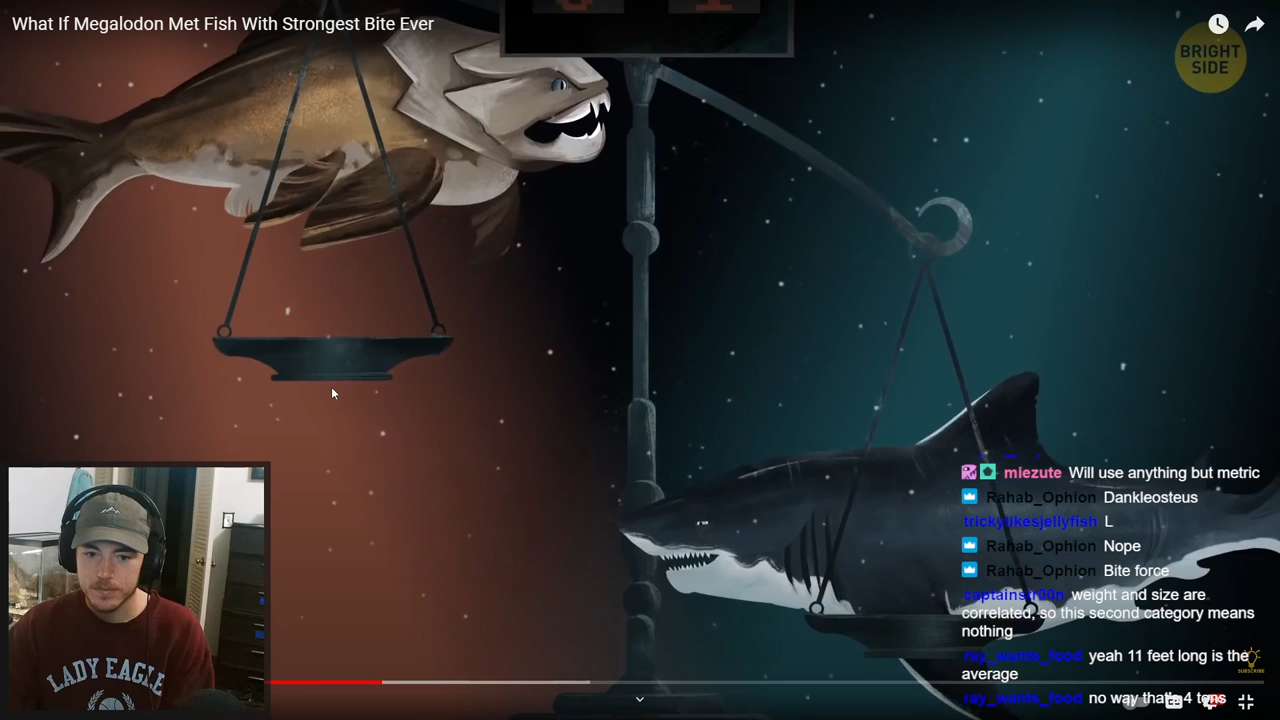 What If Megalodon Met Fish With Strongest Bite Ever
BRIGHT
SIDE
miezute Will use anything but metric
Rahab_Ophion Dankleosteus
trickylikesjellyfish L
Rahab_Ophion Nope
Rahab_Ophion Bite force
captainstr00n weight and size are
correlated, so this second category means
nothing
ray_wants_food yeah 11 feet long is the
average
ray_wants_food no way that's 4 tons
SUBSCRIBE
LADY EAGLE